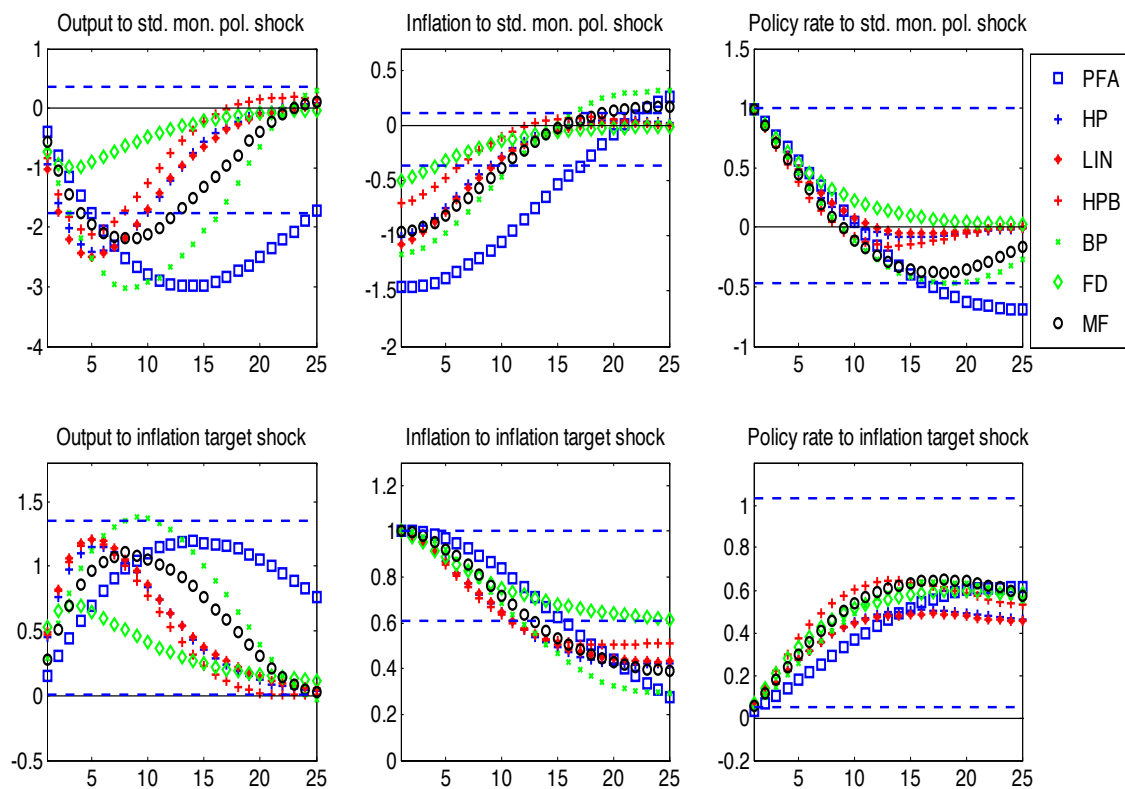 Output to std. mon. pol. shock
1
0
-1
-2
-3
-4
5 10 15 20 25
Inflation to std. mon. pol. shock
0.5
0
-0.5
-1
-1.5
-2
5 10 15 20 25
Policy rate to std. mon. pol. shock
1.5
1
0.5
0
-0.5
-1
5 10 15 20 25
PFA
HP
LIN
HPB
BP
FD
MF
Output to inflation target shock
1.5
1
0.5
0
-0.5
5 10 15 20 25
Inflation to inflation target shock
1.2
1
0.8
0.6
0.4
0.2
0
5 10 15 20 25
Policy rate to inflation target shock
1
0.8
0.6
0.4
0.2
0
-0.2
5 10 15 20 25